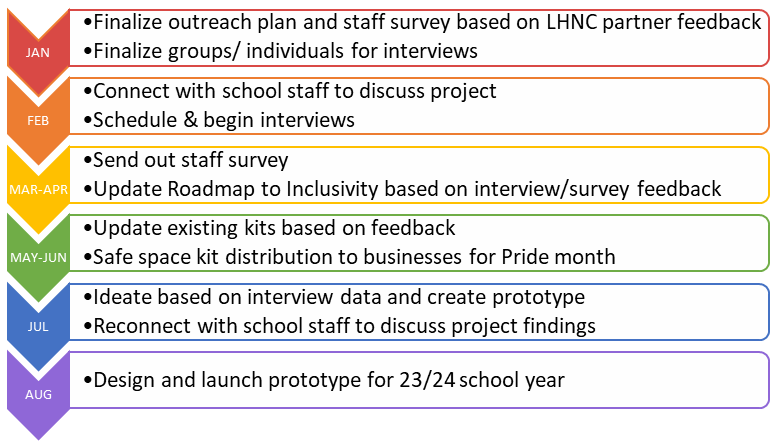 JAN
•Finalize outreach plan and staff survey based on LHNC partner feedback
•Finalize groups/ individuals for interviews
FEB
•Connect with school staff to discuss project
•Schedule & begin interviews
MAR-APR
•Send out staff survey
•Update Roadmap to Inclusivity based on interview/survey feedback
MAY-JUN
•Update existing kits based on feedback
•Safe space kit distribution to businesses for Pride month
JUL
•Ideate based on interview data and create prototype
•Reconnect with school staff to discuss project findings
AUG
•Design and launch prototype for 23/24 school year